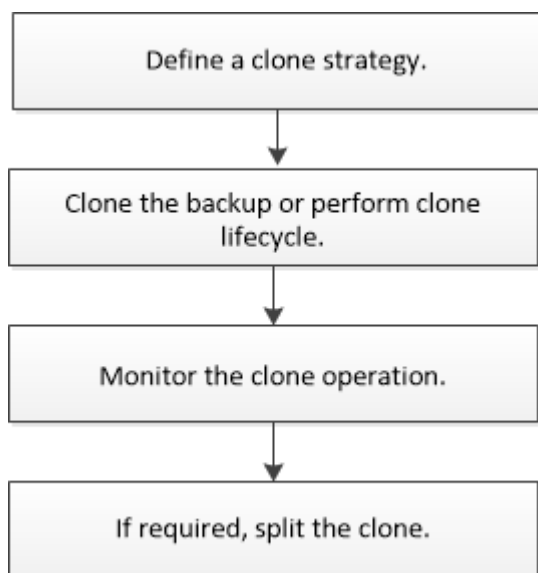 Define a clone strategy.
Clone the backup or perform clone
lifecycle.
Monitor the clone operation.
If required, split the clone.